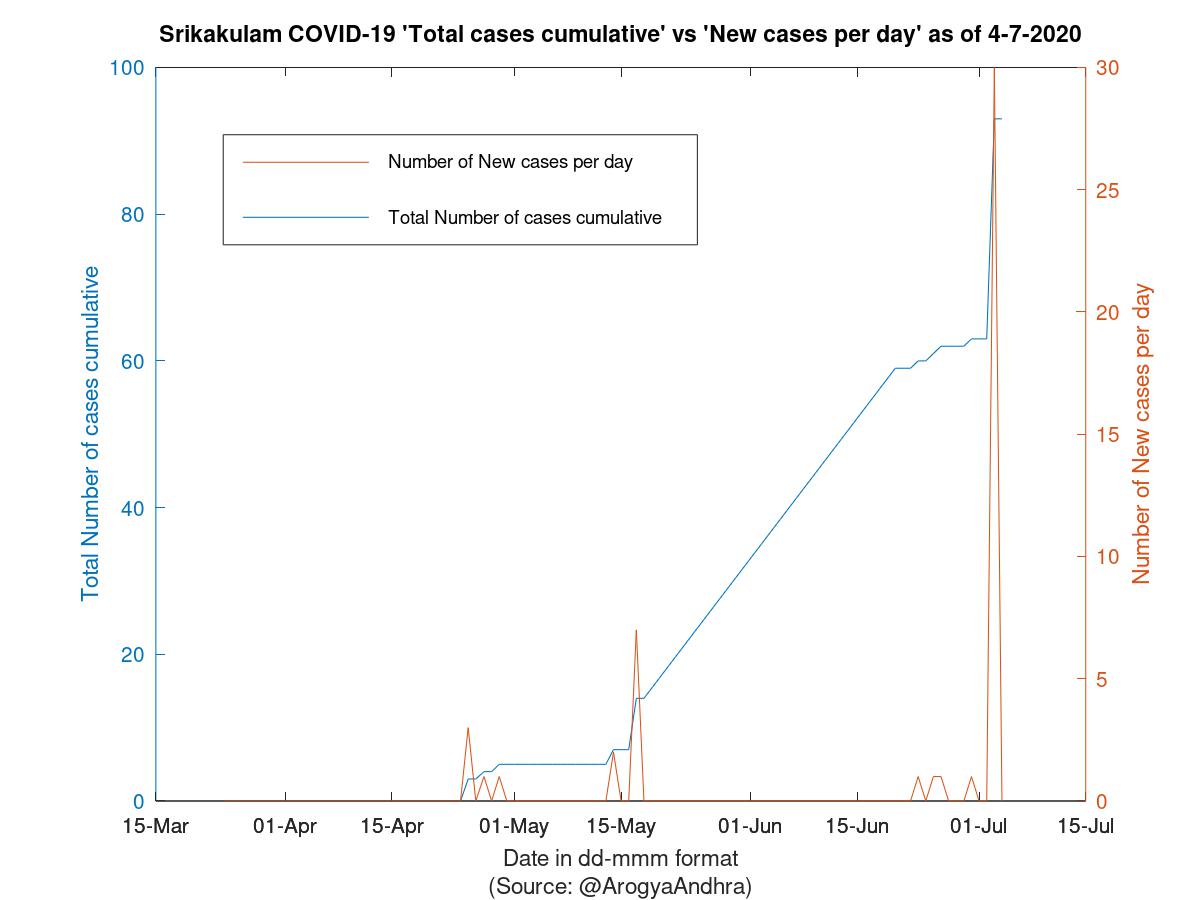 Srikakulam COVID-19 'Total cases cumulative' vs 'New cases per day' as of 4-7-2020
100
80
60
40
20
0
Total Number of cases cumulative
Number of New cases per day
Total Number of cases cumulative
30
25
20
15
10
5
0
Number of New cases per day
15-Mar 01-Apr 15-Apr 01-May 15-May 01-Jun 15-Jun 01-Jul 15-Jul
Date in dd-mmm format
(Source: @ArogyaAndhra)